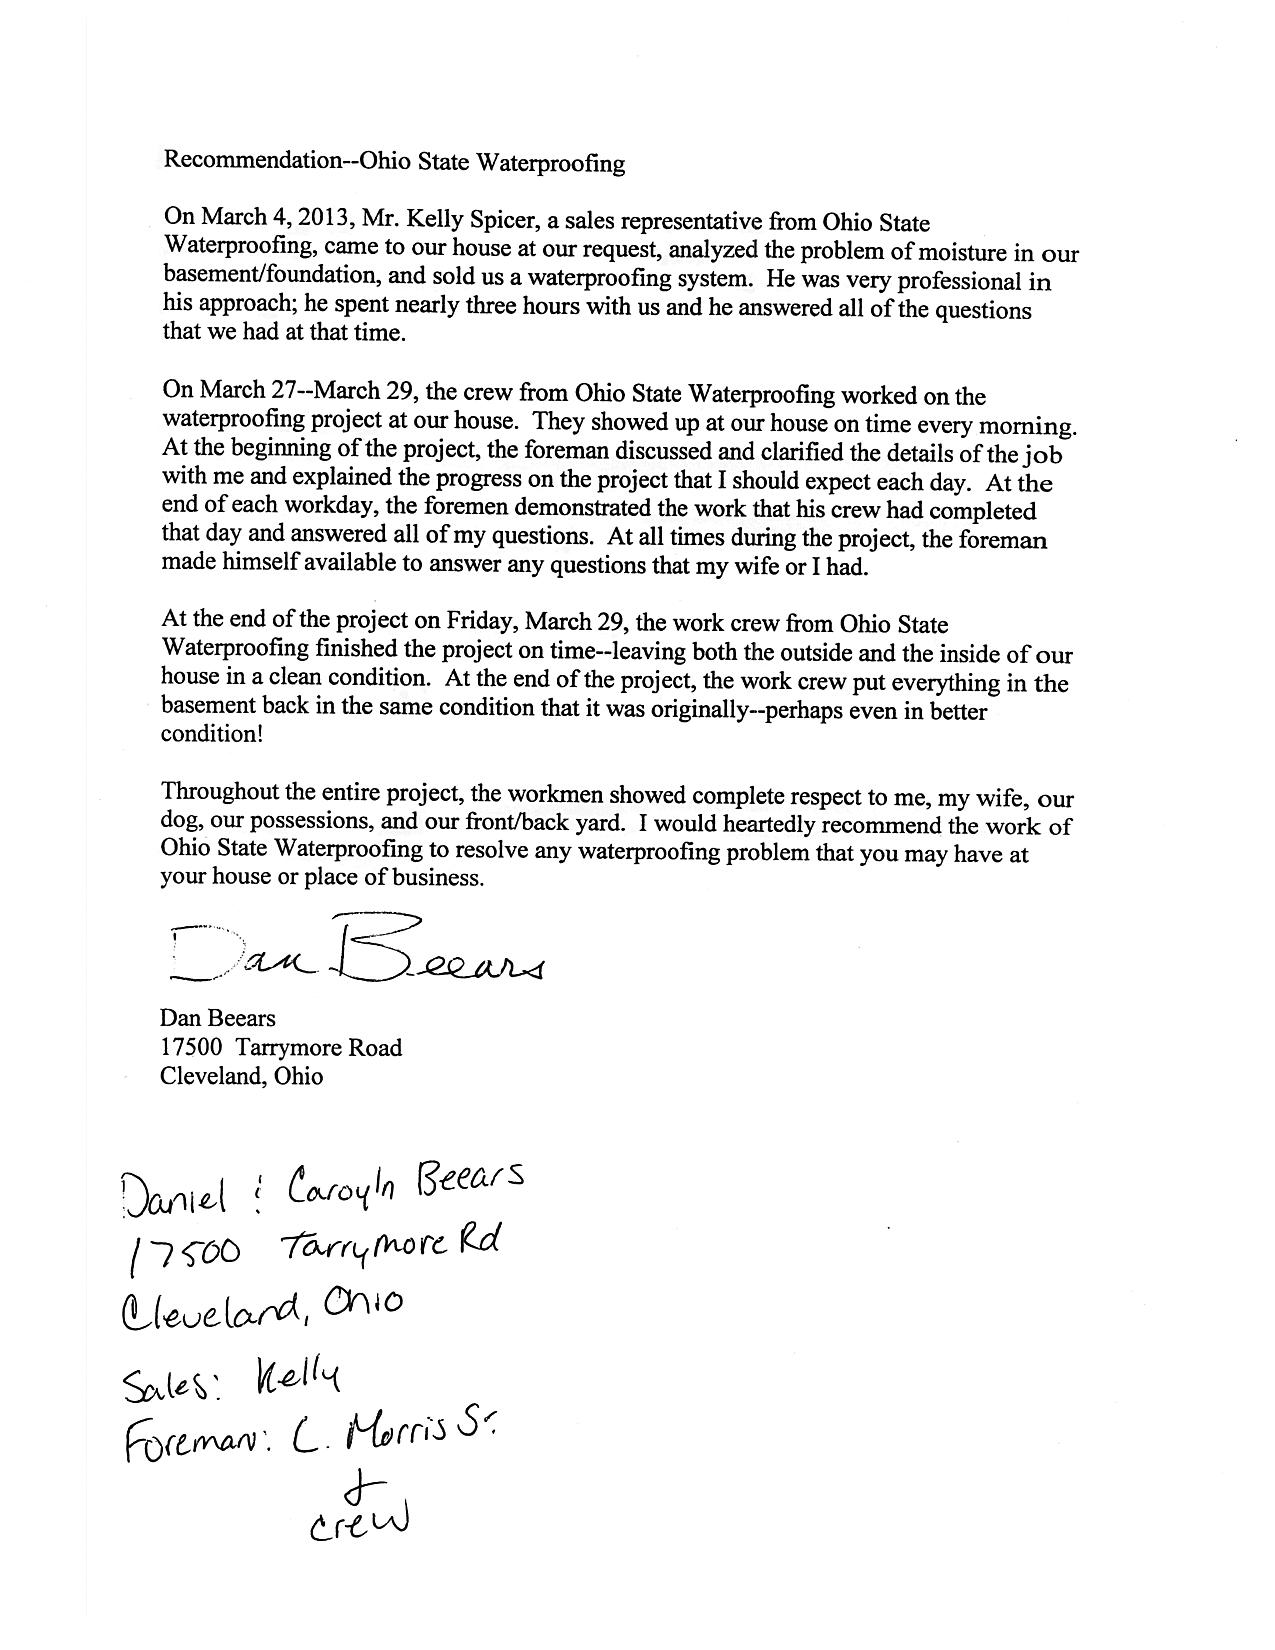 Recommendation--Ohio State Waterproofing
On March 4, 2013, Mr. Kelly Spicer, a sales representative from Ohio State
Waterproofing, came to our house at our request, analyzed the problem of moisture in our
basement/foundation, and sold us a waterproofing system.  He was very professional in
his approach; he spent nearly three hours with us and he answered all of the questions
that we had at that time.
On March 27--March 29, the crew from Ohio State Waterproofing worked on the
waterproofing project at our house.  They showed up at our house on time every morning.
At the beginning of the project, the foreman discussed and clarified the details of the job
with me and explained the progress on the project that I should expect each day.  At the
end of each workday, the foremen demonstrated the work that his crew had completed
that day and answered all of my questions.  At all times during the project, the foreman
made himself available to answer any questions that my wife or I had.
At the end of the project on Friday, March 29, the work crew from Ohio State
Waterproofing finished the project on time--leaving both the outside and the inside of our
house in a clean condition.  At the end of the project, the work crew put everything in the
basement back in the same condition that it was originally--perhaps even in better
condition!
Throughout the entire project, the workmen showed complete respect to me, my wife, our
dog, our possessions, and our front/back yard.  I would heartedly recommend the work of
Ohio State Waterproofing to resolve any waterproofing problem that you may have at
your house or place of business.
Dan Beears
Dan Beears
17500  Tarrymore Road
Cleveland, Ohio
Daniel & Caroyln Beears
17500 Tarrymore Rd
Cleveland, Ohio
Sales: Kelly
Foreman: C. Morris Sr.
&
crew